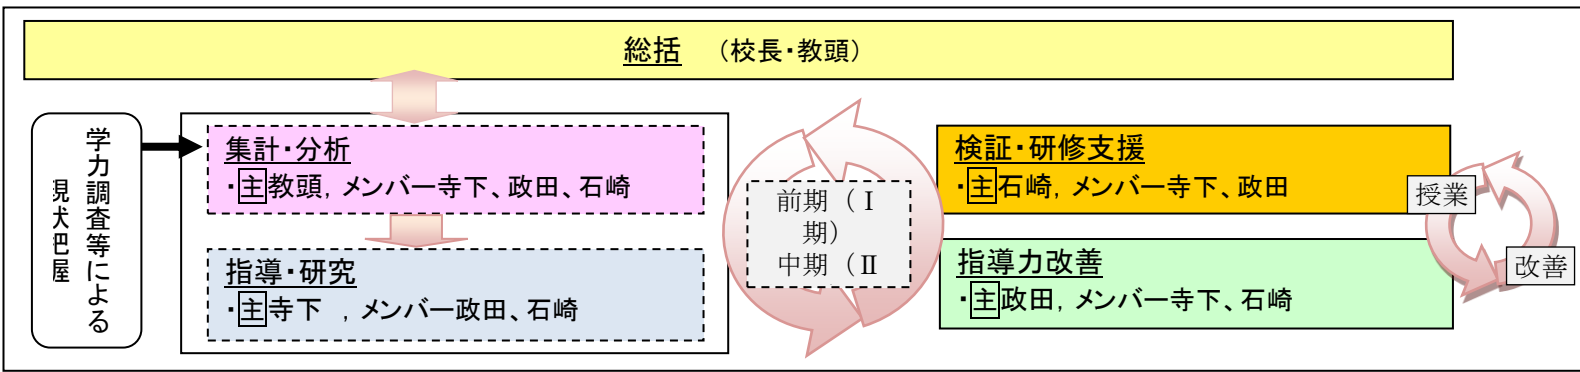 総括　（校長・教頭）
学力調査等による
現状把握
集計・分析
・主教頭，メンバー寺下、政田、石崎
指導・研究
・主寺下　，メンバー政田、石崎
前期（Ⅰ
期）
中期（Ⅱ
検証・研修支援
・主石崎，メンバー寺下、政田
指導力改善
・主政田，メンバー寺下、石崎
授業
改善